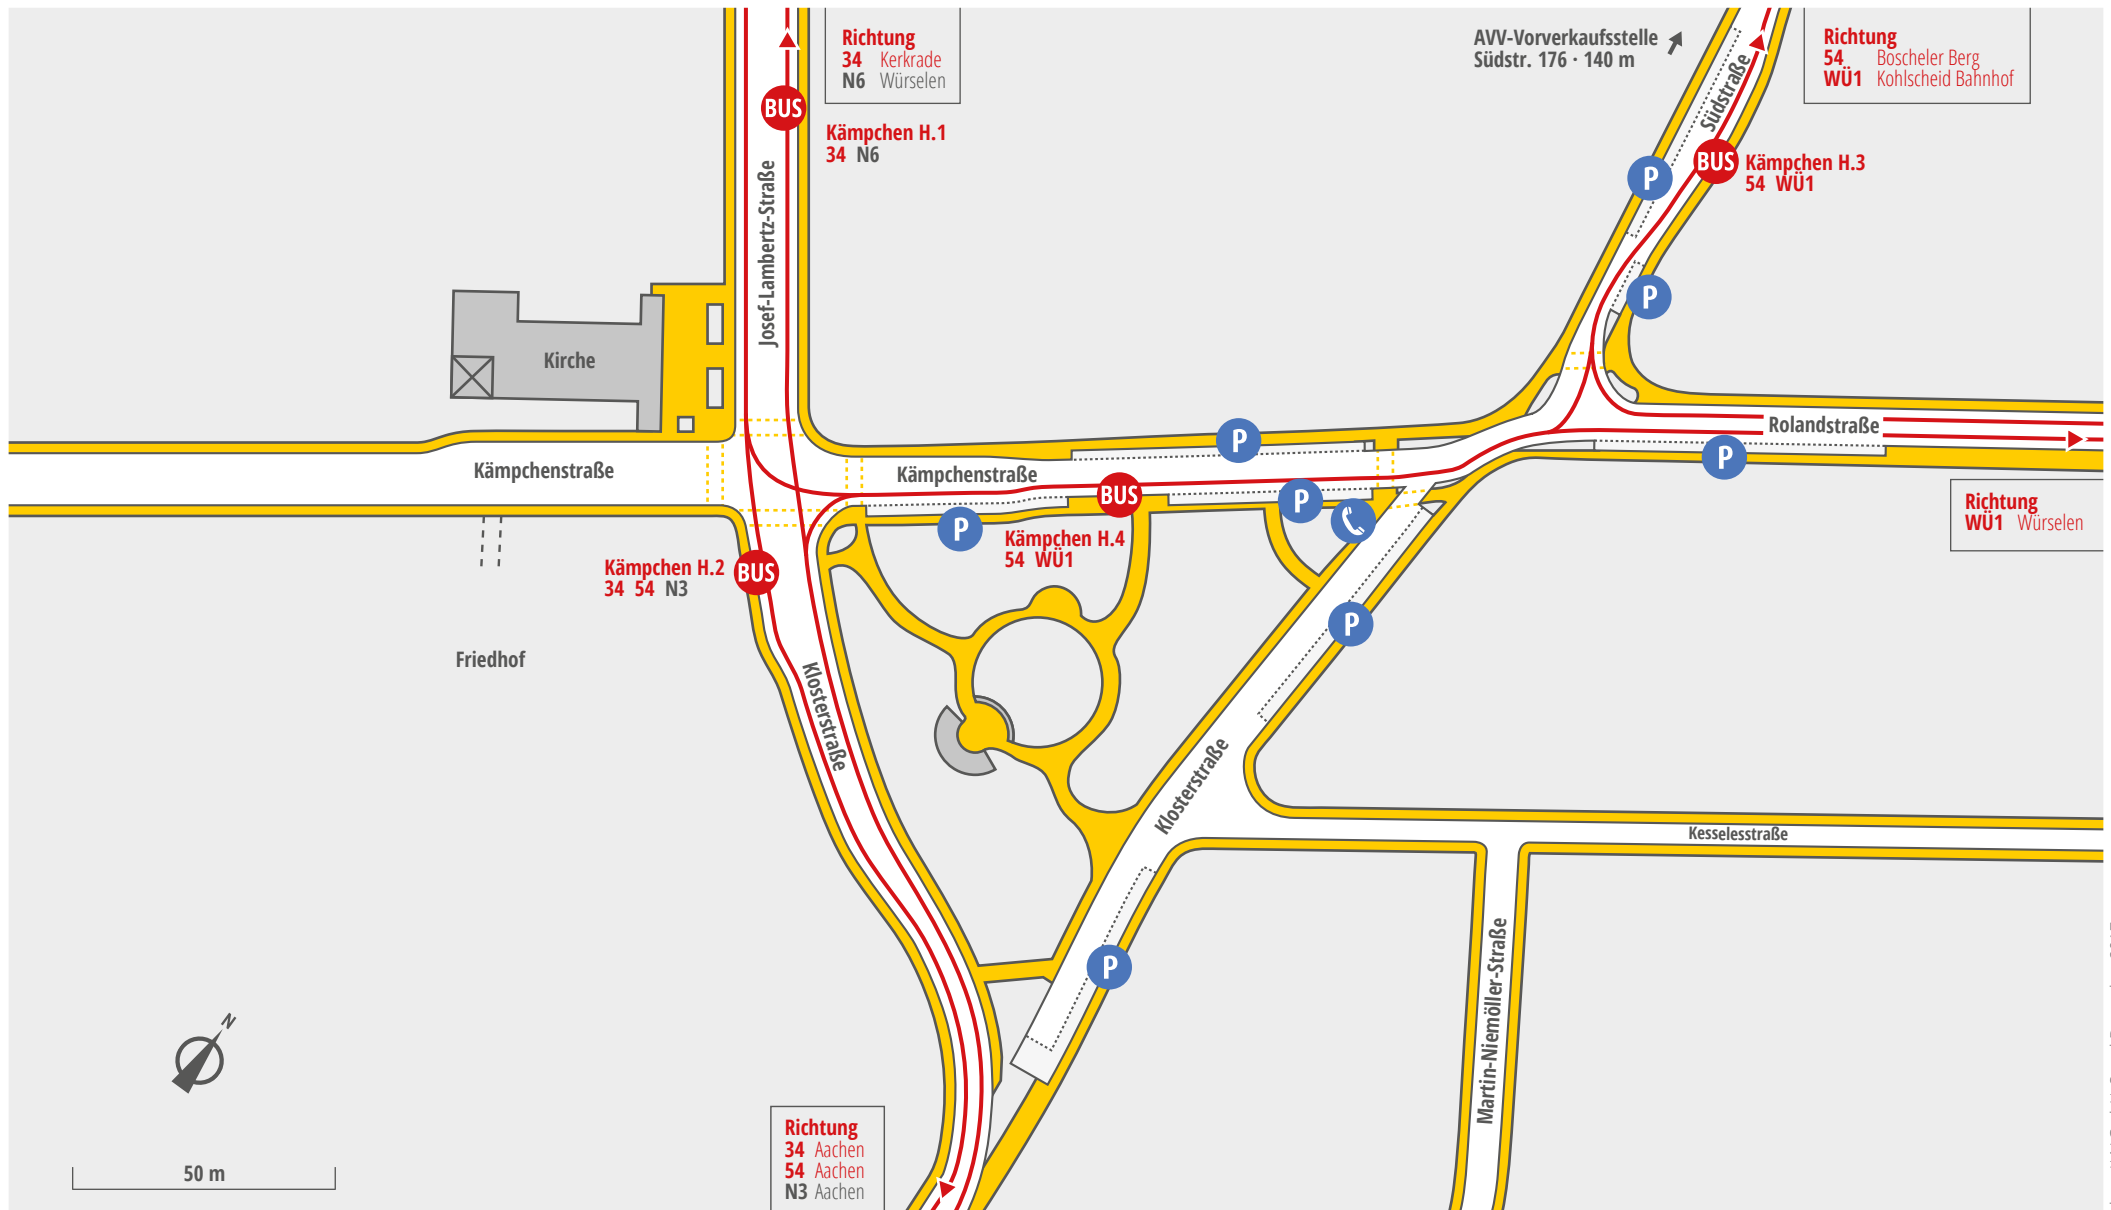 Richtung
34 Kerkrade
N6 Würselen
BUS
Kämpchen H.1
34 N6
Josef-Lambertz-Straße
AVV-Vorverkaufsstelle
Südstr. 176 · 140 m
Südstraße
Richtung
54 Boscheler Berg
WÜ1 Kohlscheid Bahnhof
P
BUS
Kämpchen H.3
54 WÜ1
P
Kirche
Kämpchenstraße
Kämpchenstraße
P
Rolandstraße
P
BUS
P
P
Kämpchen H.4
54 WÜ1
Richtung
WÜ1 Würselen
Kämpchen H.2
34 54 N3
BUS
P
Friedhof
Klosterstraße
Klosterstraße
Kesselesstraße
P
Martin-Niemöller-Straße
N
50 m
Richtung
34 Aachen
54 Aachen
N3 Aachen